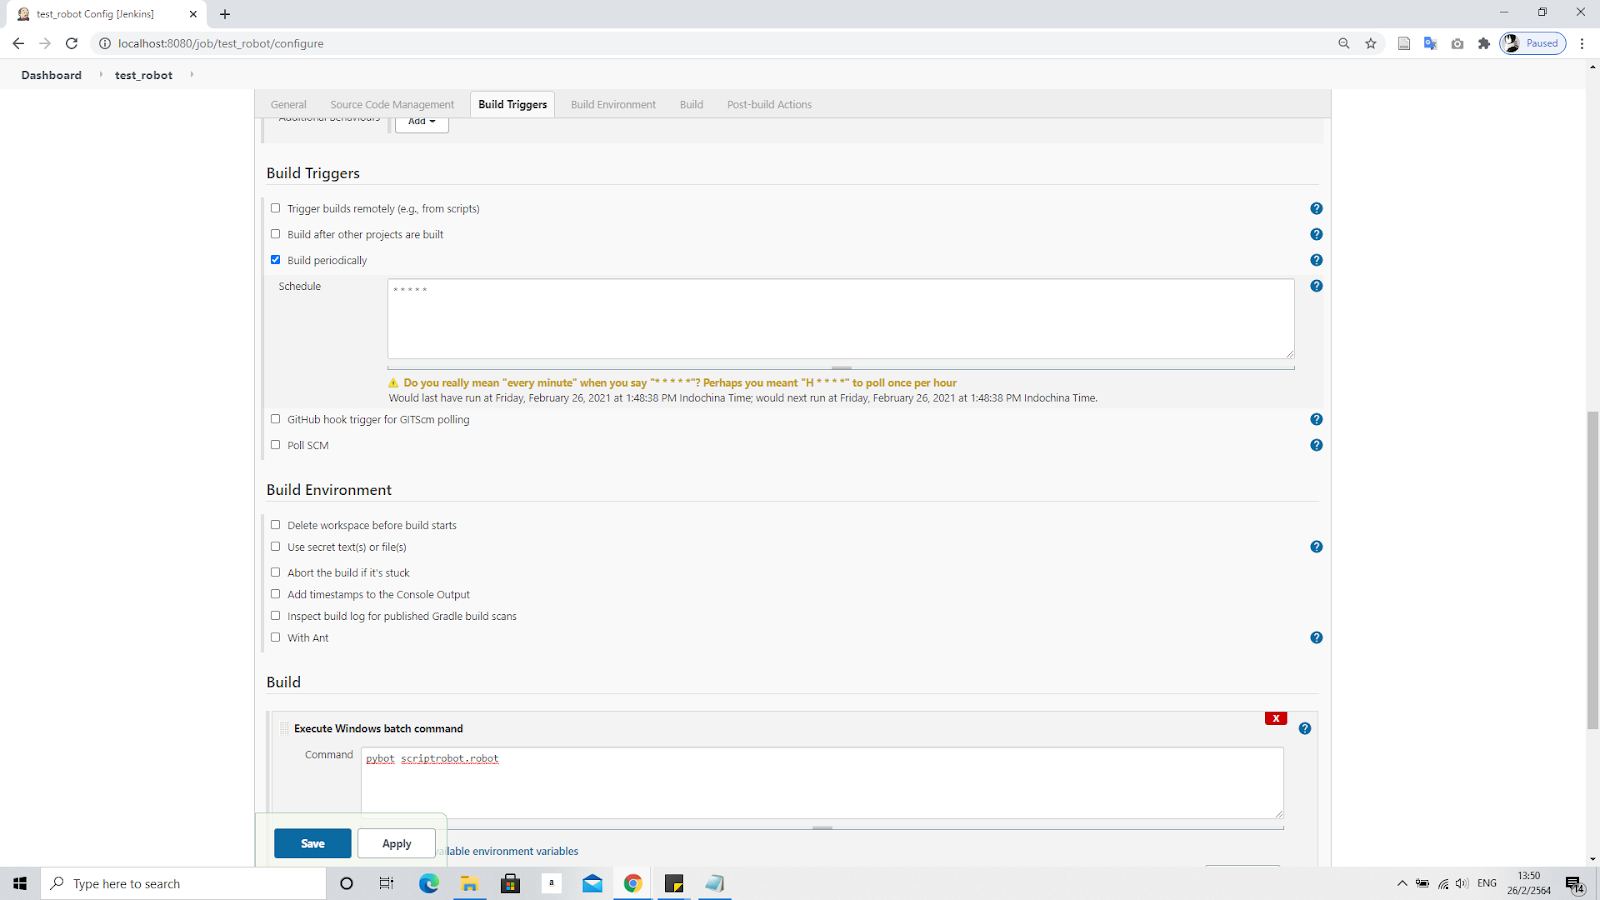 test_robot Config [Jenkins]
localhost:8080/job/test_robot/configure
Paused
Dashboard
test_robot
General
Source Code Management
Build Triggers
Build Environment
Build
Post-build Actions
Additional Behaviours
Add
Build Triggers
Trigger builds remotely (e.g., from scripts)
Build after other projects are built
Build periodically
Schedule
* * * * *
Do you really mean "every minute" when you say "* * * * *"? Perhaps you meant "H * * * *" to poll once per hour
Would last have run at Friday, February 26, 2021 at 1:48:38 PM Indochina Time; would next run at Friday, February 26, 2021 at 1:48:38 PM Indochina Time.
GitHub hook trigger for GITScm polling
Poll SCM
Build Environment
Delete workspace before build starts
Use secret text(s) or file(s)
Abort the build if it's stuck
Add timestamps to the Console Output
Inspect build log for published Gradle build scans
With Ant
Build
Execute Windows batch command
X
Command
pybot scriptrobot.robot
Save
Apply
environment variables
Type here to search
a
ENG
13:50
26/2/2564
14